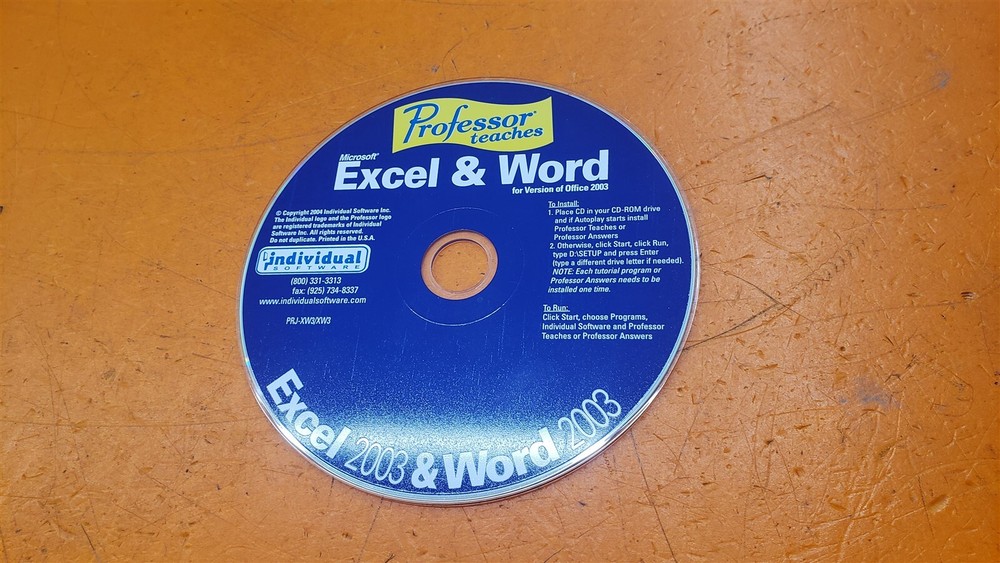 Professor
teaches
Microsoft®
Excel & Word
for Version of Office 2003
© Copyright 2004 Individual Software Inc.
The Individual logo and the Professor logo
are registered trademarks of Individual
Software Inc. All rights reserved.
Do not duplicate. Printed in the U.S.A.
individual
SOFTWARE
(800) 331-3313
fax: (925) 734-8337
www.individualsoftware.com
PRJ-XW3/XW3
To Install:
1. Place CD in your CD-ROM drive
and if Autoplay starts install
Professor Teaches or
Professor Answers
2. Otherwise, click Start, click Run,
type D:\SETUP and press Enter
(type a different drive letter if needed).
NOTE: Each tutorial program or
Professor Answers needs to be
installed one time.
To Run:
Click Start, choose Programs,
Individual Software and Professor
Teaches or Professor Answers
Excel 2003 & Word 2003